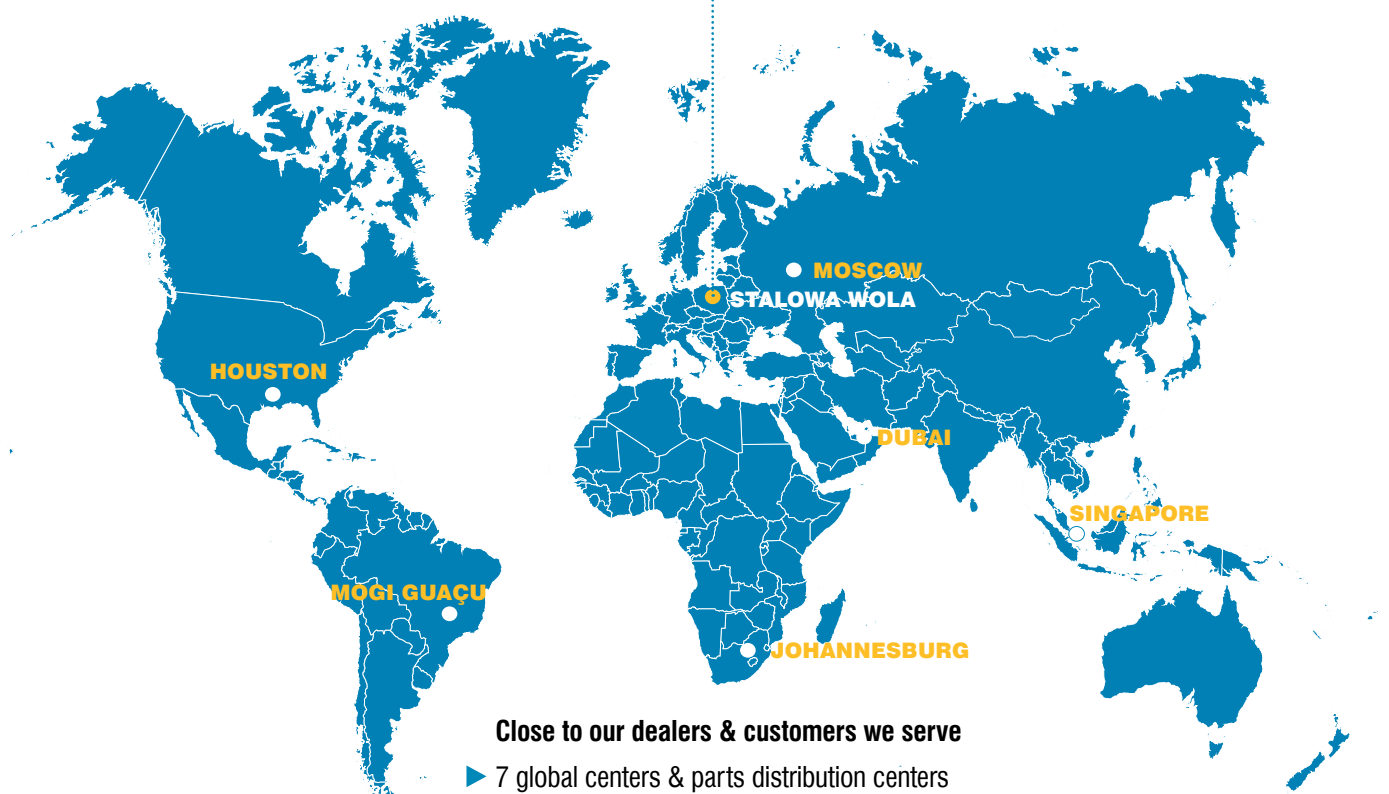 MOSCOW
STALOWA WOLA
HOUSTON
DUBAI
SINGAPORE
MOGI GUAÇU
JOHANNESBURG
Close to our dealers & customers we serve
▶ 7 global centers & parts distribution centers